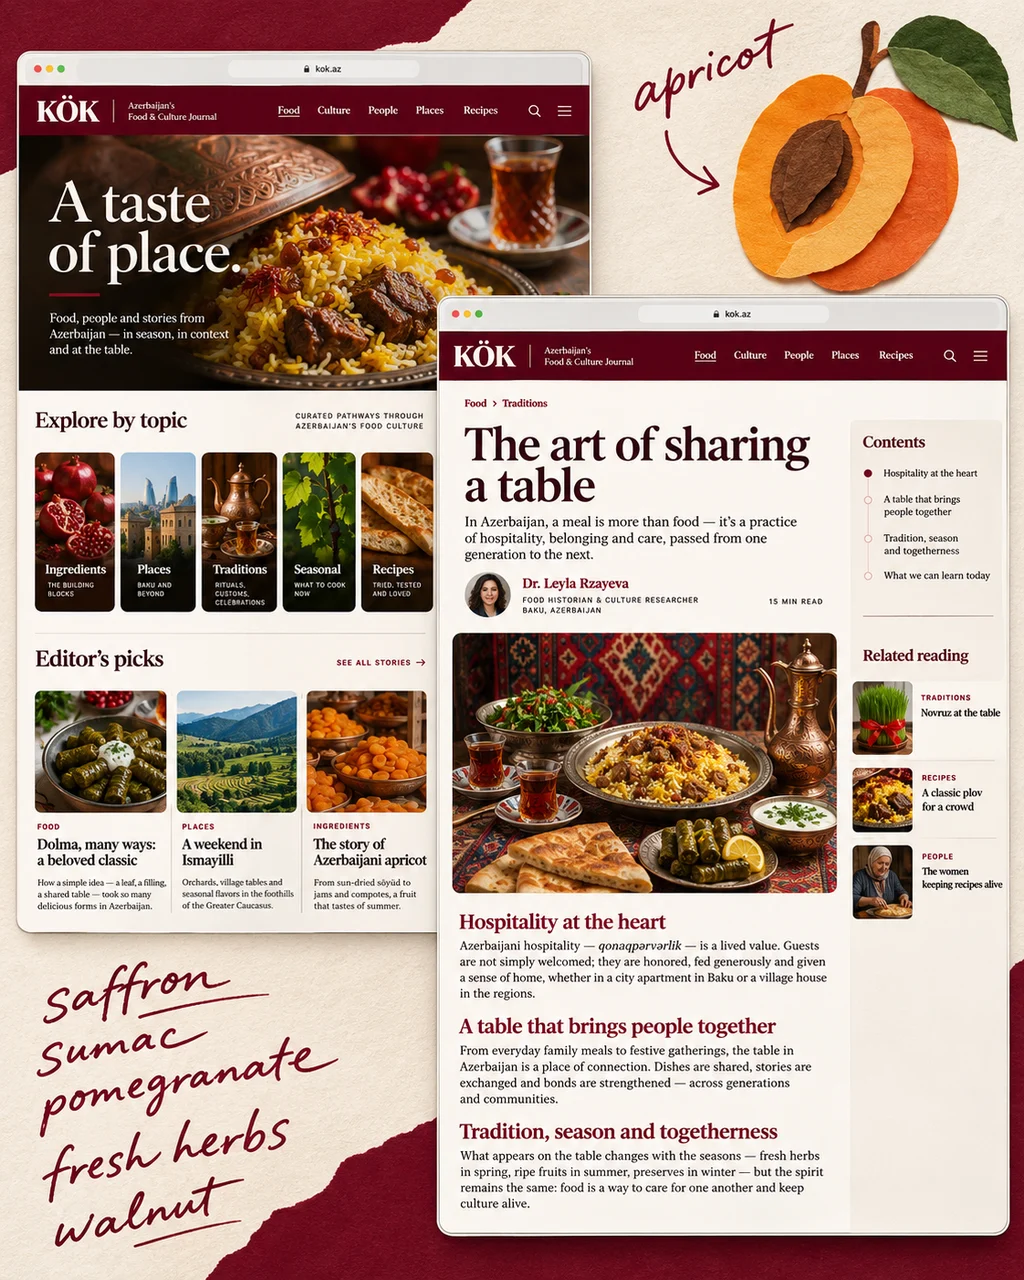 kok.az
KÖK
Azerbaijan's
Food & Culture Journal
Food Culture People Places Recipes
A taste
of place.
Food, people and stories from
Azerbaijan — in season, in context
and at the table.
Explore by topic
CURATED PATHWAYS THROUGH
AZERBAIJAN'S FOOD CULTURE
Ingredients
THE BUILDING
BLOCKS
Places
BAKU AND
BEYOND
Traditions
RITUALS,
CUSTOMS,
CELEBRATIONS
Seasonal
WHAT TO COOK
NOW
Recipes
TRIED, TESTED
AND LOVED
Editor's picks
SEE ALL STORIES →
FOOD
Dolma, many ways:
a beloved classic
How a simple idea — a leaf, a filling,
a shared table — took so many
delicious forms in Azerbaijan.
PLACES
A weekend in
Ismayilli
Orchards, village tables and
seasonal flavors in the foothills
of the Greater Caucasus.
INGREDIENTS
The story of
Azerbaijani apricot
From sun-dried söyüd to
jams and compotes, a fruit
that tastes of summer.
apricot
kok.az
KÖK
Azerbaijan's
Food & Culture Journal
Food Culture People Places Recipes
Food > Traditions
The art of sharing
a table
In Azerbaijan, a meal is more than food — it's a practice
of hospitality, belonging and care, passed from one
generation to the next.
Dr. Leyla Rzayeva
FOOD HISTORIAN & CULTURE RESEARCHER
BAKU, AZERBAIJAN
15 MIN READ
Hospitality at the heart
Azerbaijani hospitality — qonaqpərvərlik — is a lived value. Guests
are not simply welcomed; they are honored, fed generously and given
a sense of home, whether in a city apartment in Baku or a village house
in the regions.
A table that brings people together
From everyday family meals to festive gatherings, the table in
Azerbaijan is a place of connection. Dishes are shared, stories are
exchanged and bonds are strengthened — across generations
and communities.
Tradition, season and togetherness
What appears on the table changes with the seasons — fresh herbs
in spring, ripe fruits in summer, preserves in winter — but the spirit
remains the same: food is a way to care for one another and keep
culture alive.
Contents
Hospitality at the heart
A table that brings
people together
Tradition, season
and togetherness
What we can learn today
Related reading
TRADITIONS
Novruz at the table
RECIPES
A classic plov
for a crowd
PEOPLE
The women
keeping recipes alive
saffron
sumac
pomegranate
fresh herbs
walnut